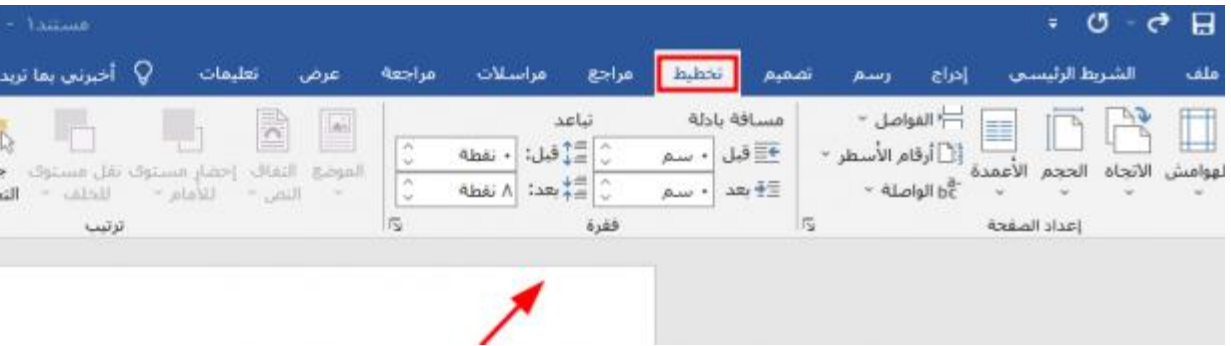 مستند١ -
ملف الشريط الرئيسي إدراج رسم تصميم تخطيط مراجع مراسلات مراجعة عرض تعليمات أخبرني بما تريد
الفواصل مسافة بادلة تباعد
أرقام الأسطر قبل ٠ سم قبل: ٠ نقطة
لهوامش الاتجاه الحجم الأعمدة الموضع التفاف إحضار مستوى نقل مستوى
الواصلة بعد ٠ سم بعد: ٨ نقطة النص للأمام للخلف
إعداد الصفحة فقرة ترتيب